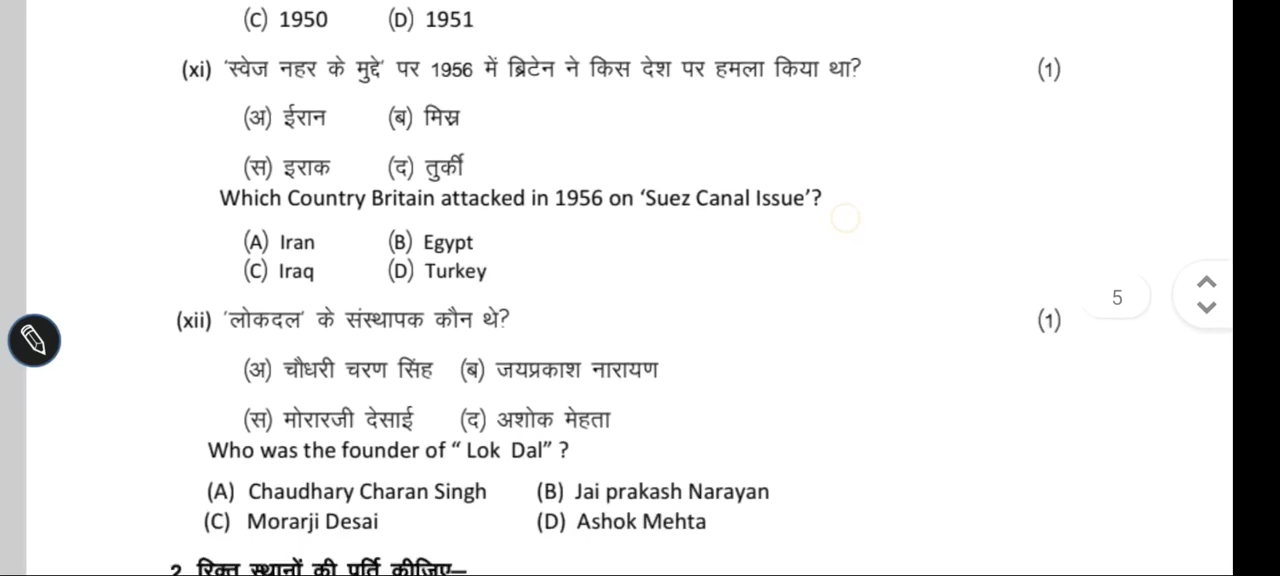 (C) 1950 (D) 1951
(xi) 'स्वेज नहर के मुद्दे' पर 1956 में ब्रिटेन ने किस देश पर हमला किया था? (1)
(अ) ईरान (ब) मिस्र
(स) इराक (द) तुर्की
Which Country Britain attacked in 1956 on ‘Suez Canal Issue’?
(A) Iran (B) Egypt
(C) Iraq (D) Turkey
5
(xii) 'लोकदल' के संस्थापक कौन थे? (1)
(अ) चौधरी चरण सिंह (ब) जयप्रकाश नारायण
(स) मोरारजी देसाई (द) अशोक मेहता
Who was the founder of “ Lok Dal” ?
(A) Chaudhary Charan Singh (B) Jai prakash Narayan
(C) Morarji Desai (D) Ashok Mehta
2 रिक्त स्थानों की पूर्ति कीजिए–